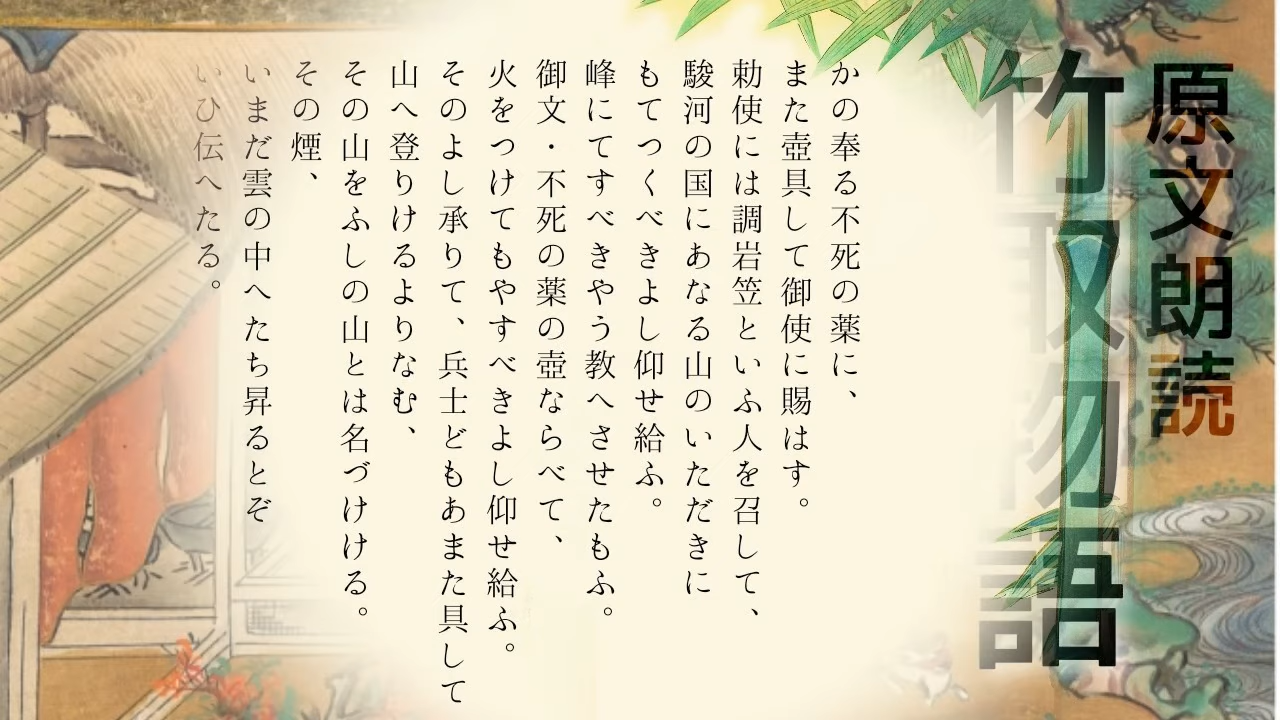 原文朗読
竹取物語
かの奉る不死の薬に、
また壺具して御使に賜はす。
勅使には調岩笠といふ人を召して、
駿河の国にあなる山のいただきに
もてつくべきよし仰せ給ふ。
峰にてすべきやう教へさせたもふ。
御文・不死の薬の壺ならべて、
火をつけてもやすべきよし仰せ給ふ。
そのよし承りて、兵士どもあまた具して
山へ登りけるよりなむ、
その山をふしの山とは名づけける。
その煙、
いまだ雲の中へたち昇るとぞ
いひ伝へたる。